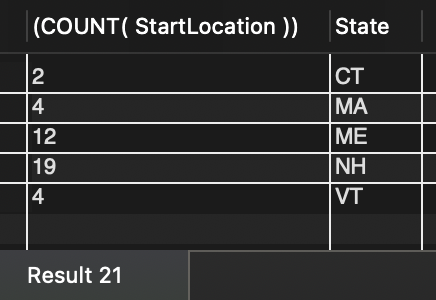 (COUNT( StartLocation )) State
2 CT
4 MA
12 ME
19 NH
4 VT
Result 21